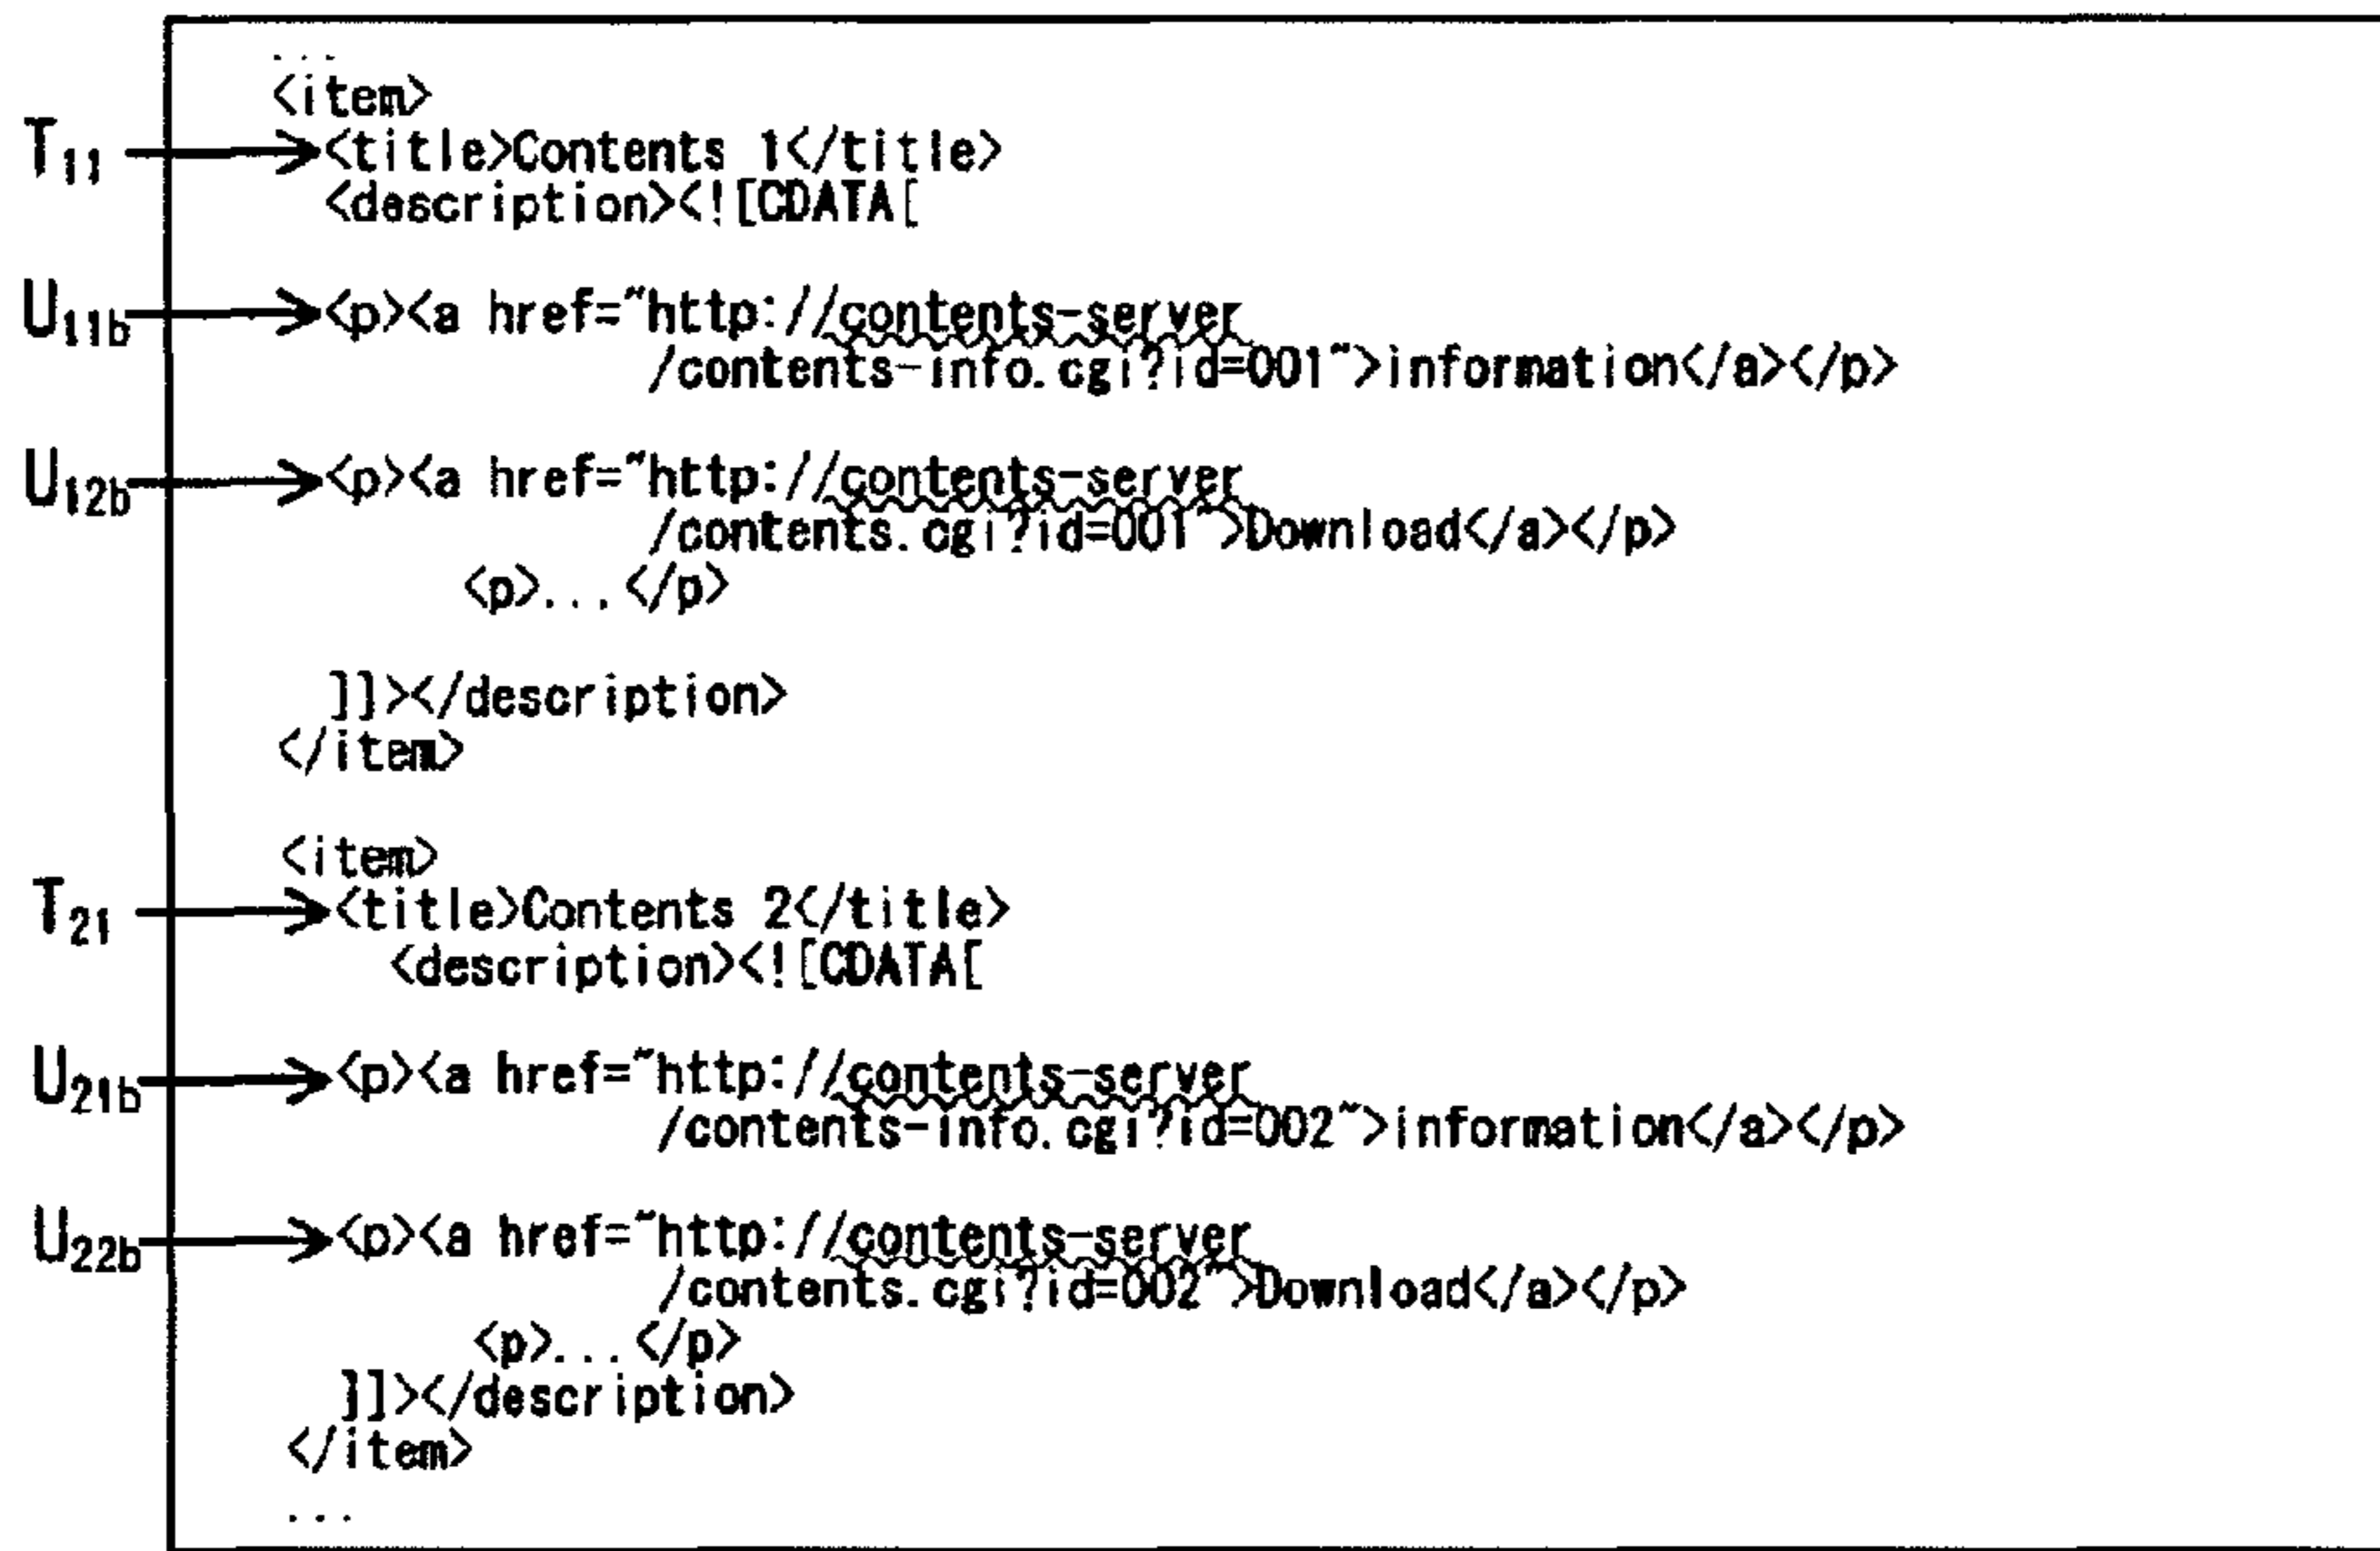 ...
<item>
T11 <title>Contents 1</title>
<description><![CDATA[
U11b <p><a href="http://contents-server
/contents-info.cgi?id=001">information</a></p>
U12b <p><a href="http://contents-server
/contents.cgi?id=001">Download</a></p>
<p>...</p>
]]></description>
</item>
<item>
T21 <title>Contents 2</title>
<description><![CDATA[
U21b <p><a href="http://contents-server
/contents-info.cgi?id=002">information</a></p>
U22b <p><a href="http://contents-server
/contents.cgi?id=002">Download</a></p>
<p>...</p>
]]></description>
</item>
...